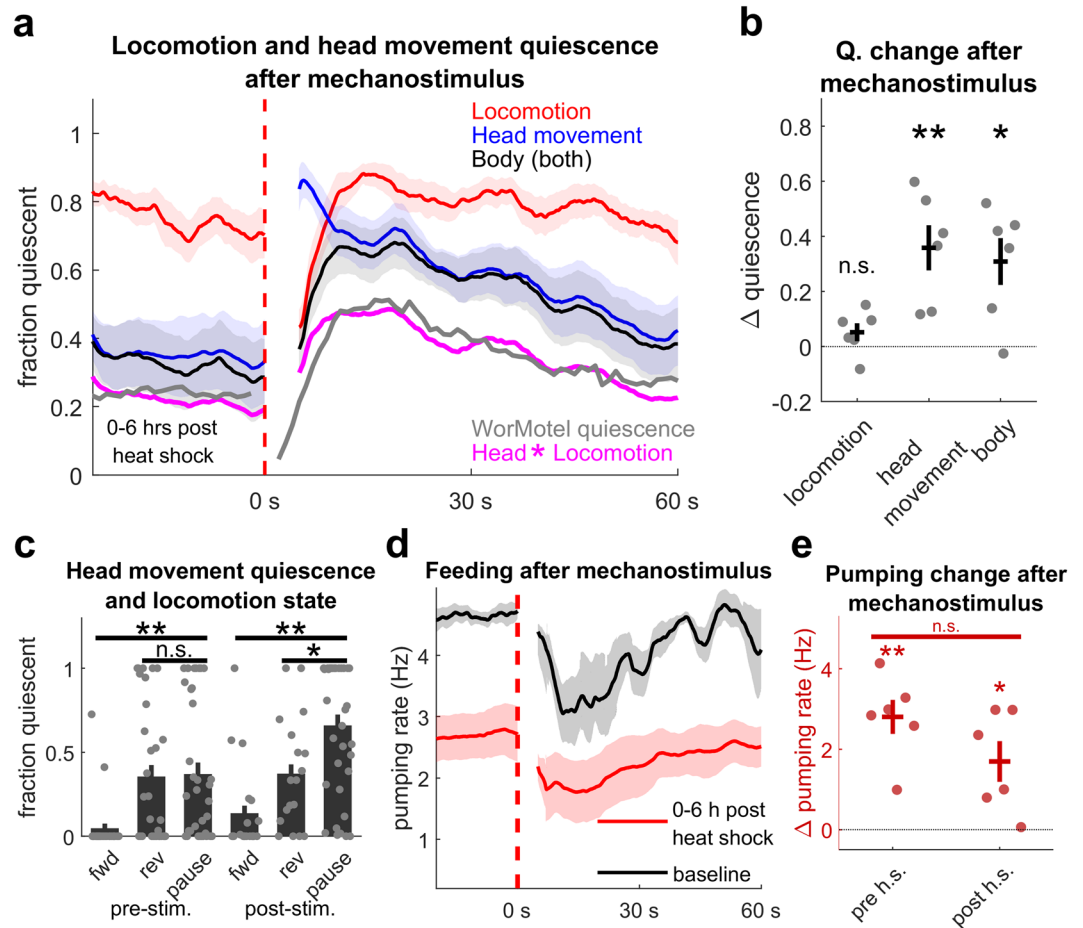 a
Locomotion and head movement quiescence
after mechanostimulus
fraction quiescent
1
0.8
0.6
0.4
0.2
0
Locomotion
Head movement
Body (both)
0-6 hrs post
heat shock
WorMotel quiescence
Head * Locomotion
0 s
30 s
60 s
b
Q. change after
mechanostimulus
Δ quiescence
0.8
0.6
0.4
0.2
0
-0.2
n.s.
**
*
locomotion
head
movement
body
c
Head movement quiescence
and locomotion state
fraction quiescent
1
0.5
0
**
n.s.
**
*
fwd
rev
pause
fwd
rev
pause
pre-stim.
post-stim.
d
Feeding after mechanostimulus
pumping rate (Hz)
4
2
1
0-6 h post
heat shock
baseline
0 s
30 s
60 s
e
Pumping change after
mechanostimulus
Δ pumping rate (Hz)
4
2
0
n.s.
**
*
pre h.s.
post h.s.